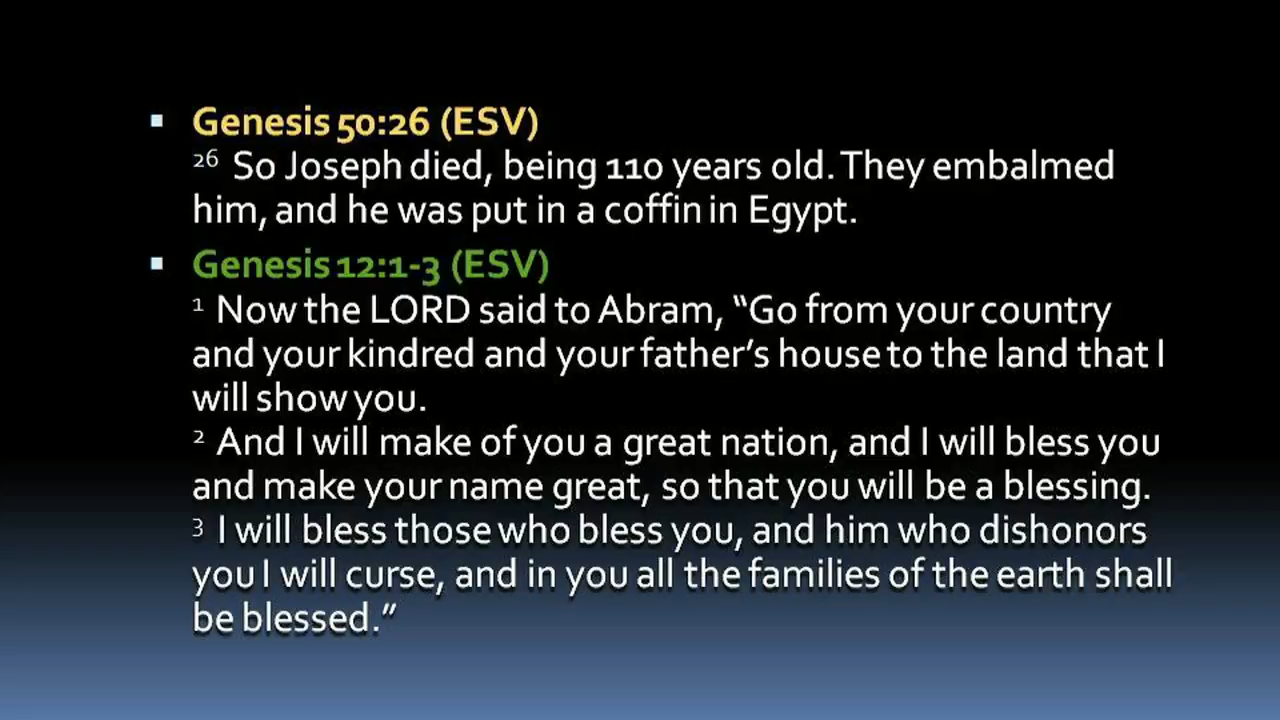 ▪ Genesis 50:26 (ESV)
26 So Joseph died, being 110 years old. They embalmed
him, and he was put in a coffin in Egypt.
▪ Genesis 12:1-3 (ESV)
1 Now the LORD said to Abram, “Go from your country
and your kindred and your father’s house to the land that I
will show you.
2 And I will make of you a great nation, and I will bless you
and make your name great, so that you will be a blessing.
3 I will bless those who bless you, and him who dishonors
you I will curse, and in you all the families of the earth shall
be blessed.”